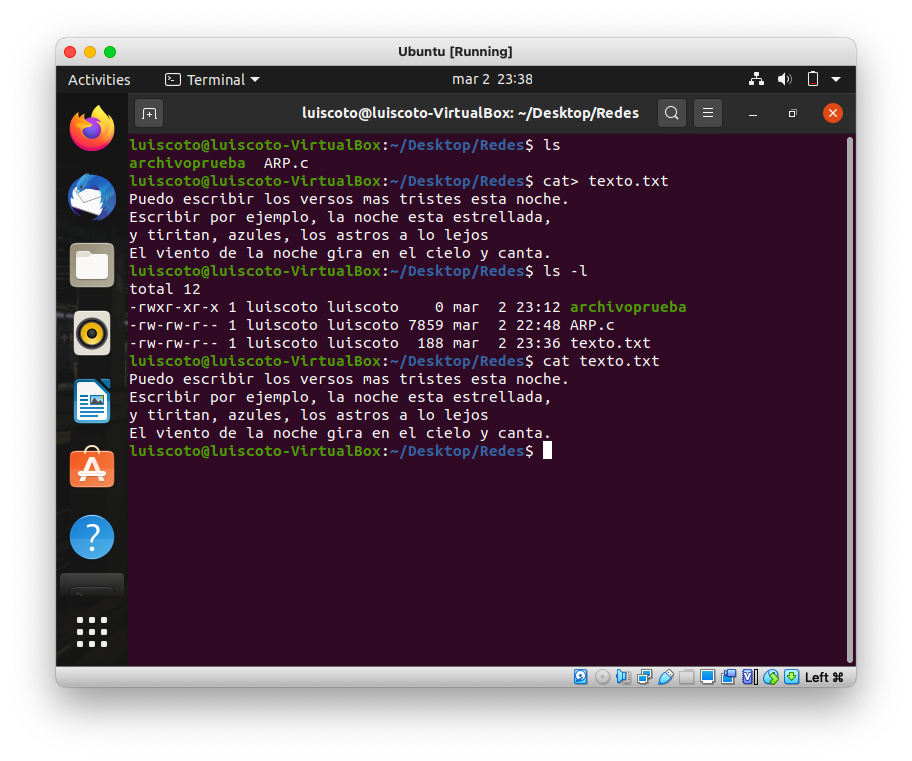 Ubuntu [Running]
Activities Terminal mar 2 23:38
luiscoto@luiscoto-VirtualBox: ~/Desktop/Redes
luiscoto@luiscoto-VirtualBox:~/Desktop/Redes$ ls
archivoprueba  ARP.c
luiscoto@luiscoto-VirtualBox:~/Desktop/Redes$ cat> texto.txt
Puedo escribir los versos mas tristes esta noche.
Escribir por ejemplo, la noche esta estrellada,
y tiritan, azules, los astros a lo lejos
El viento de la noche gira en el cielo y canta.
luiscoto@luiscoto-VirtualBox:~/Desktop/Redes$ ls -l
total 12
-rwxr-xr-x 1 luiscoto luiscoto    0 mar  2 23:12 archivoprueba
-rw-rw-r-- 1 luiscoto luiscoto 7859 mar  2 22:48 ARP.c
-rw-rw-r-- 1 luiscoto luiscoto  188 mar  2 23:36 texto.txt
luiscoto@luiscoto-VirtualBox:~/Desktop/Redes$ cat texto.txt
Puedo escribir los versos mas tristes esta noche.
Escribir por ejemplo, la noche esta estrellada,
y tiritan, azules, los astros a lo lejos
El viento de la noche gira en el cielo y canta.
luiscoto@luiscoto-VirtualBox:~/Desktop/Redes$
Left ⌘